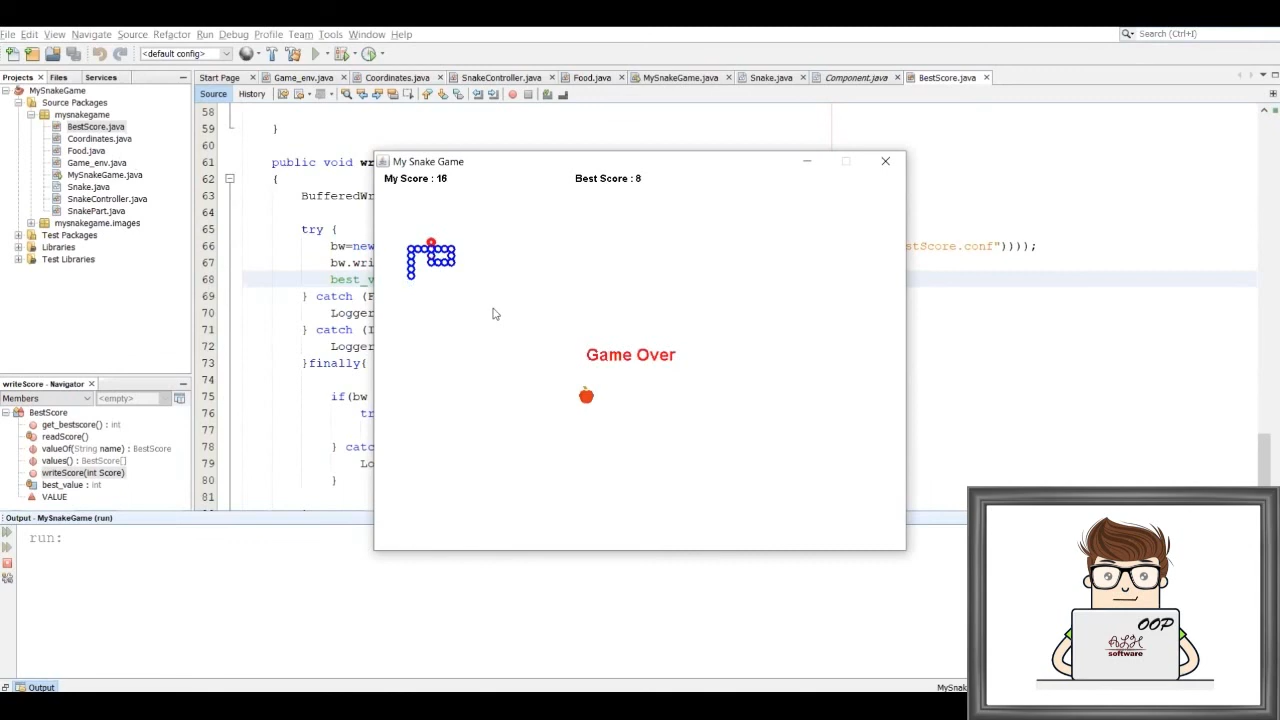 File Edit View Navigate Source Refactor Run Debug Profile Team Tools Window Help
Search (Ctrl+I)
<default config>
Projects Files Services
Start Page Game_env.java Coordinates.java SnakeController.java Food.java MySnakeGame.java Snake.java Component.java BestScore.java
Source History
MySnakeGame
Source Packages
mysnakegame
BestScore.java
Coordinates.java
Food.java
Game_env.java
MySnakeGame.java
Snake.java
SnakeController.java
SnakePart.java
mysnakegame.images
Test Packages
Libraries
Test Libraries
writeScore - Navigator
Members <empty>
BestScore
get_bestscore() : int
readScore()
valueOf(String name) : BestScore
values() : BestScore[]
writeScore(int Score)
best_value : int
VALUE
58
59 }
60
61 public void wr
62 {
63 BufferedWr
64
65 try {
66 bw=new stScore.conf"))));
67 bw.wri
68 best_v
69 } catch (F
70 Logger
71 } catch (I
72 Logger
73 }finally{
74
75 if(bw
76 tr
77
78 } catc
79 Lo
80 }
81
My Snake Game
My Score : 16 Best Score : 8
Game Over
Output - MySnakeGame (run)
run:
Output
MySnak
OOP
software